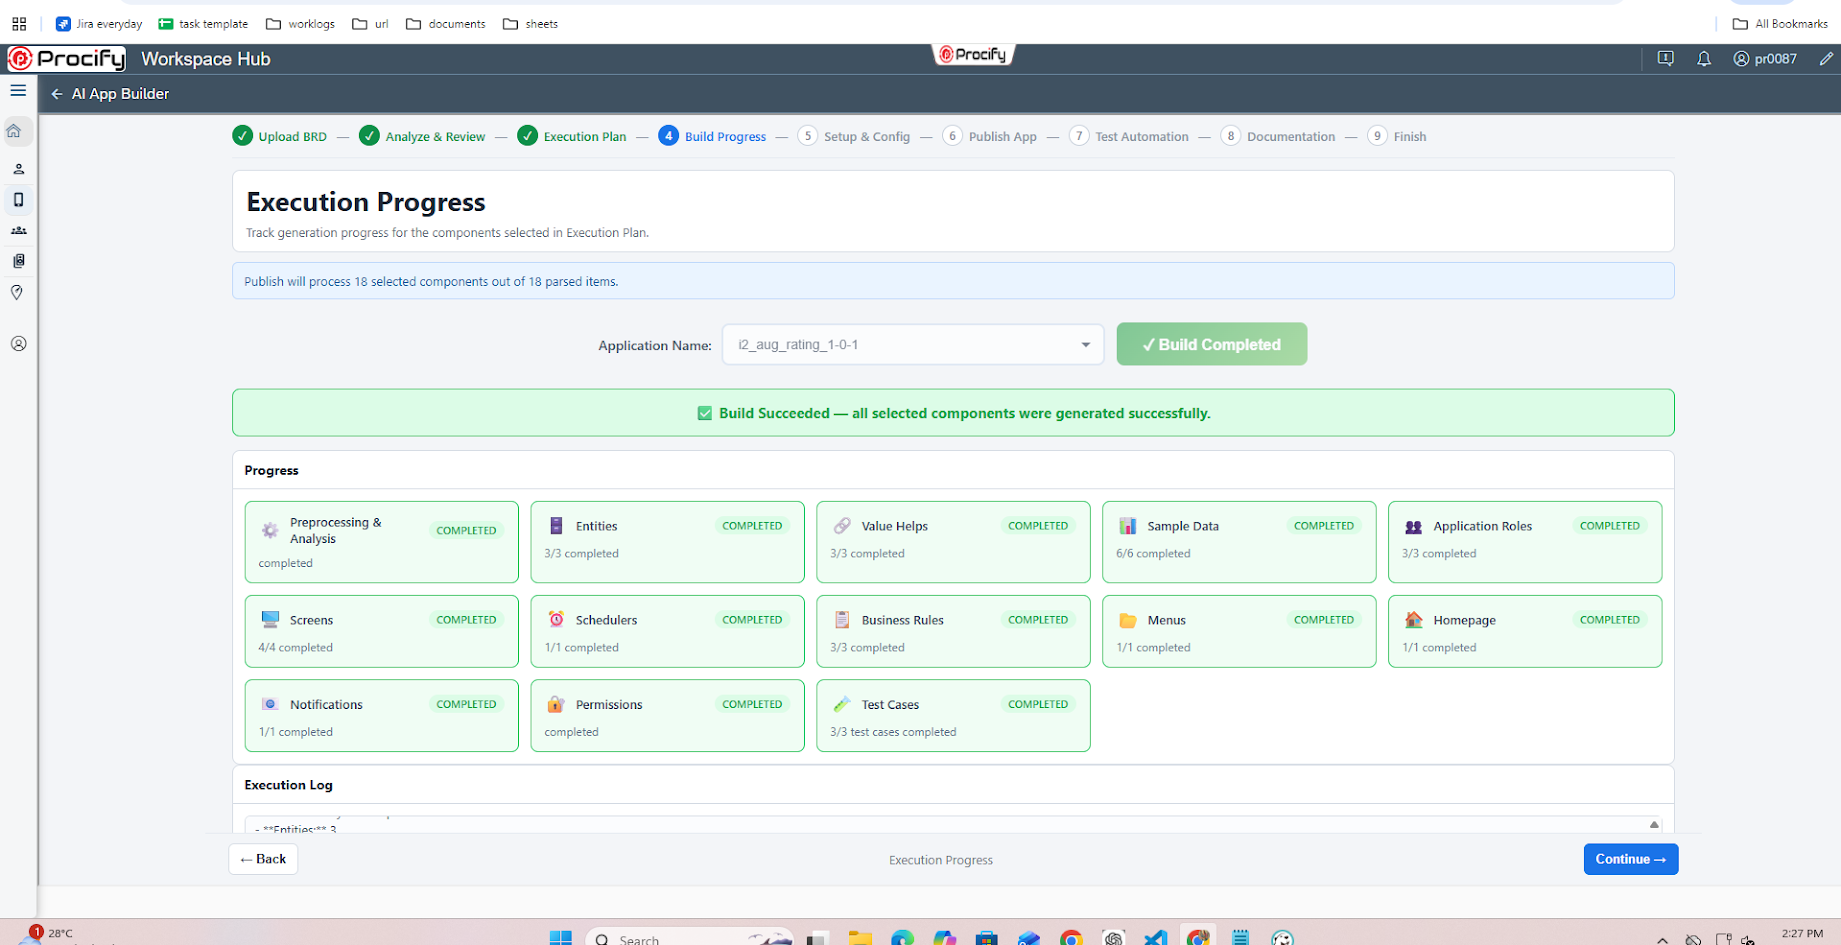 Jira everyday
task template
worklogs
url
documents
sheets
All Bookmarks
Procify
Workspace Hub
Procify
pr0087
← AI App Builder
✓ Upload BRD — ✓ Analyze & Review — ✓ Execution Plan — 4 Build Progress — 5 Setup & Config — 6 Publish App — 7 Test Automation — 8 Documentation — 9 Finish
Execution Progress
Track generation progress for the components selected in Execution Plan.
Publish will process 18 selected components out of 18 parsed items.
Application Name:
i2_aug_rating_1-0-1
✓ Build Completed
✅ Build Succeeded — all selected components were generated successfully.
Progress
Preprocessing &
Analysis
COMPLETED
completed
Entities
COMPLETED
3/3 completed
Value Helps
COMPLETED
3/3 completed
Sample Data
COMPLETED
6/6 completed
Application Roles
COMPLETED
3/3 completed
Screens
COMPLETED
4/4 completed
Schedulers
COMPLETED
1/1 completed
Business Rules
COMPLETED
3/3 completed
Menus
COMPLETED
1/1 completed
Homepage
COMPLETED
1/1 completed
Notifications
COMPLETED
1/1 completed
Permissions
COMPLETED
completed
Test Cases
COMPLETED
3/3 test cases completed
Execution Log
- **Entities:** 3
← Back
Execution Progress
Continue →
1
28°C
Search
2:27 PM